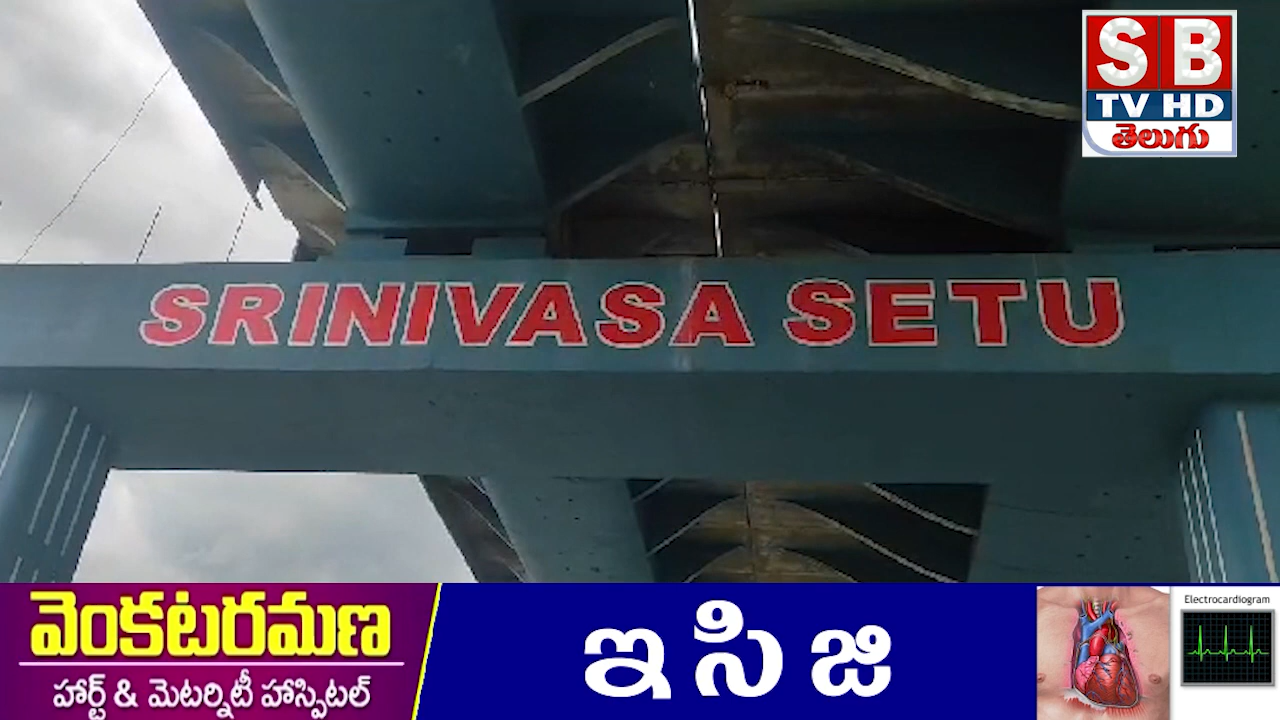 SB
TV HD
తెలుగు
SRINIVASA SETU
వెంకటరమణ
హార్ట్ & మెటర్నిటీ హాస్పిటల్
ఇ సి జి
Electrocardiogram